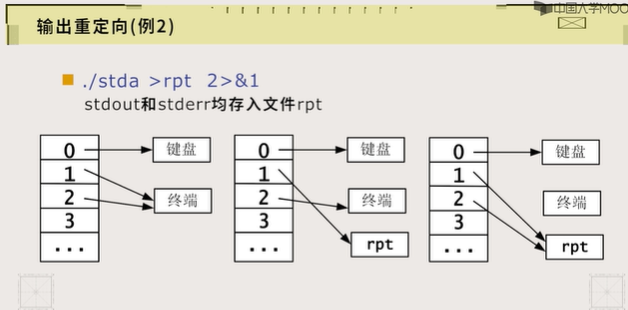 中国大学MOO
输出重定向(例2)
./stda >rpt 2>&1
stdout和stderr均存入文件rpt
0 键盘
1
2 终端
3
...
0 键盘
1
2 终端
3
... rpt
0 键盘
1
2 终端
3
... rpt